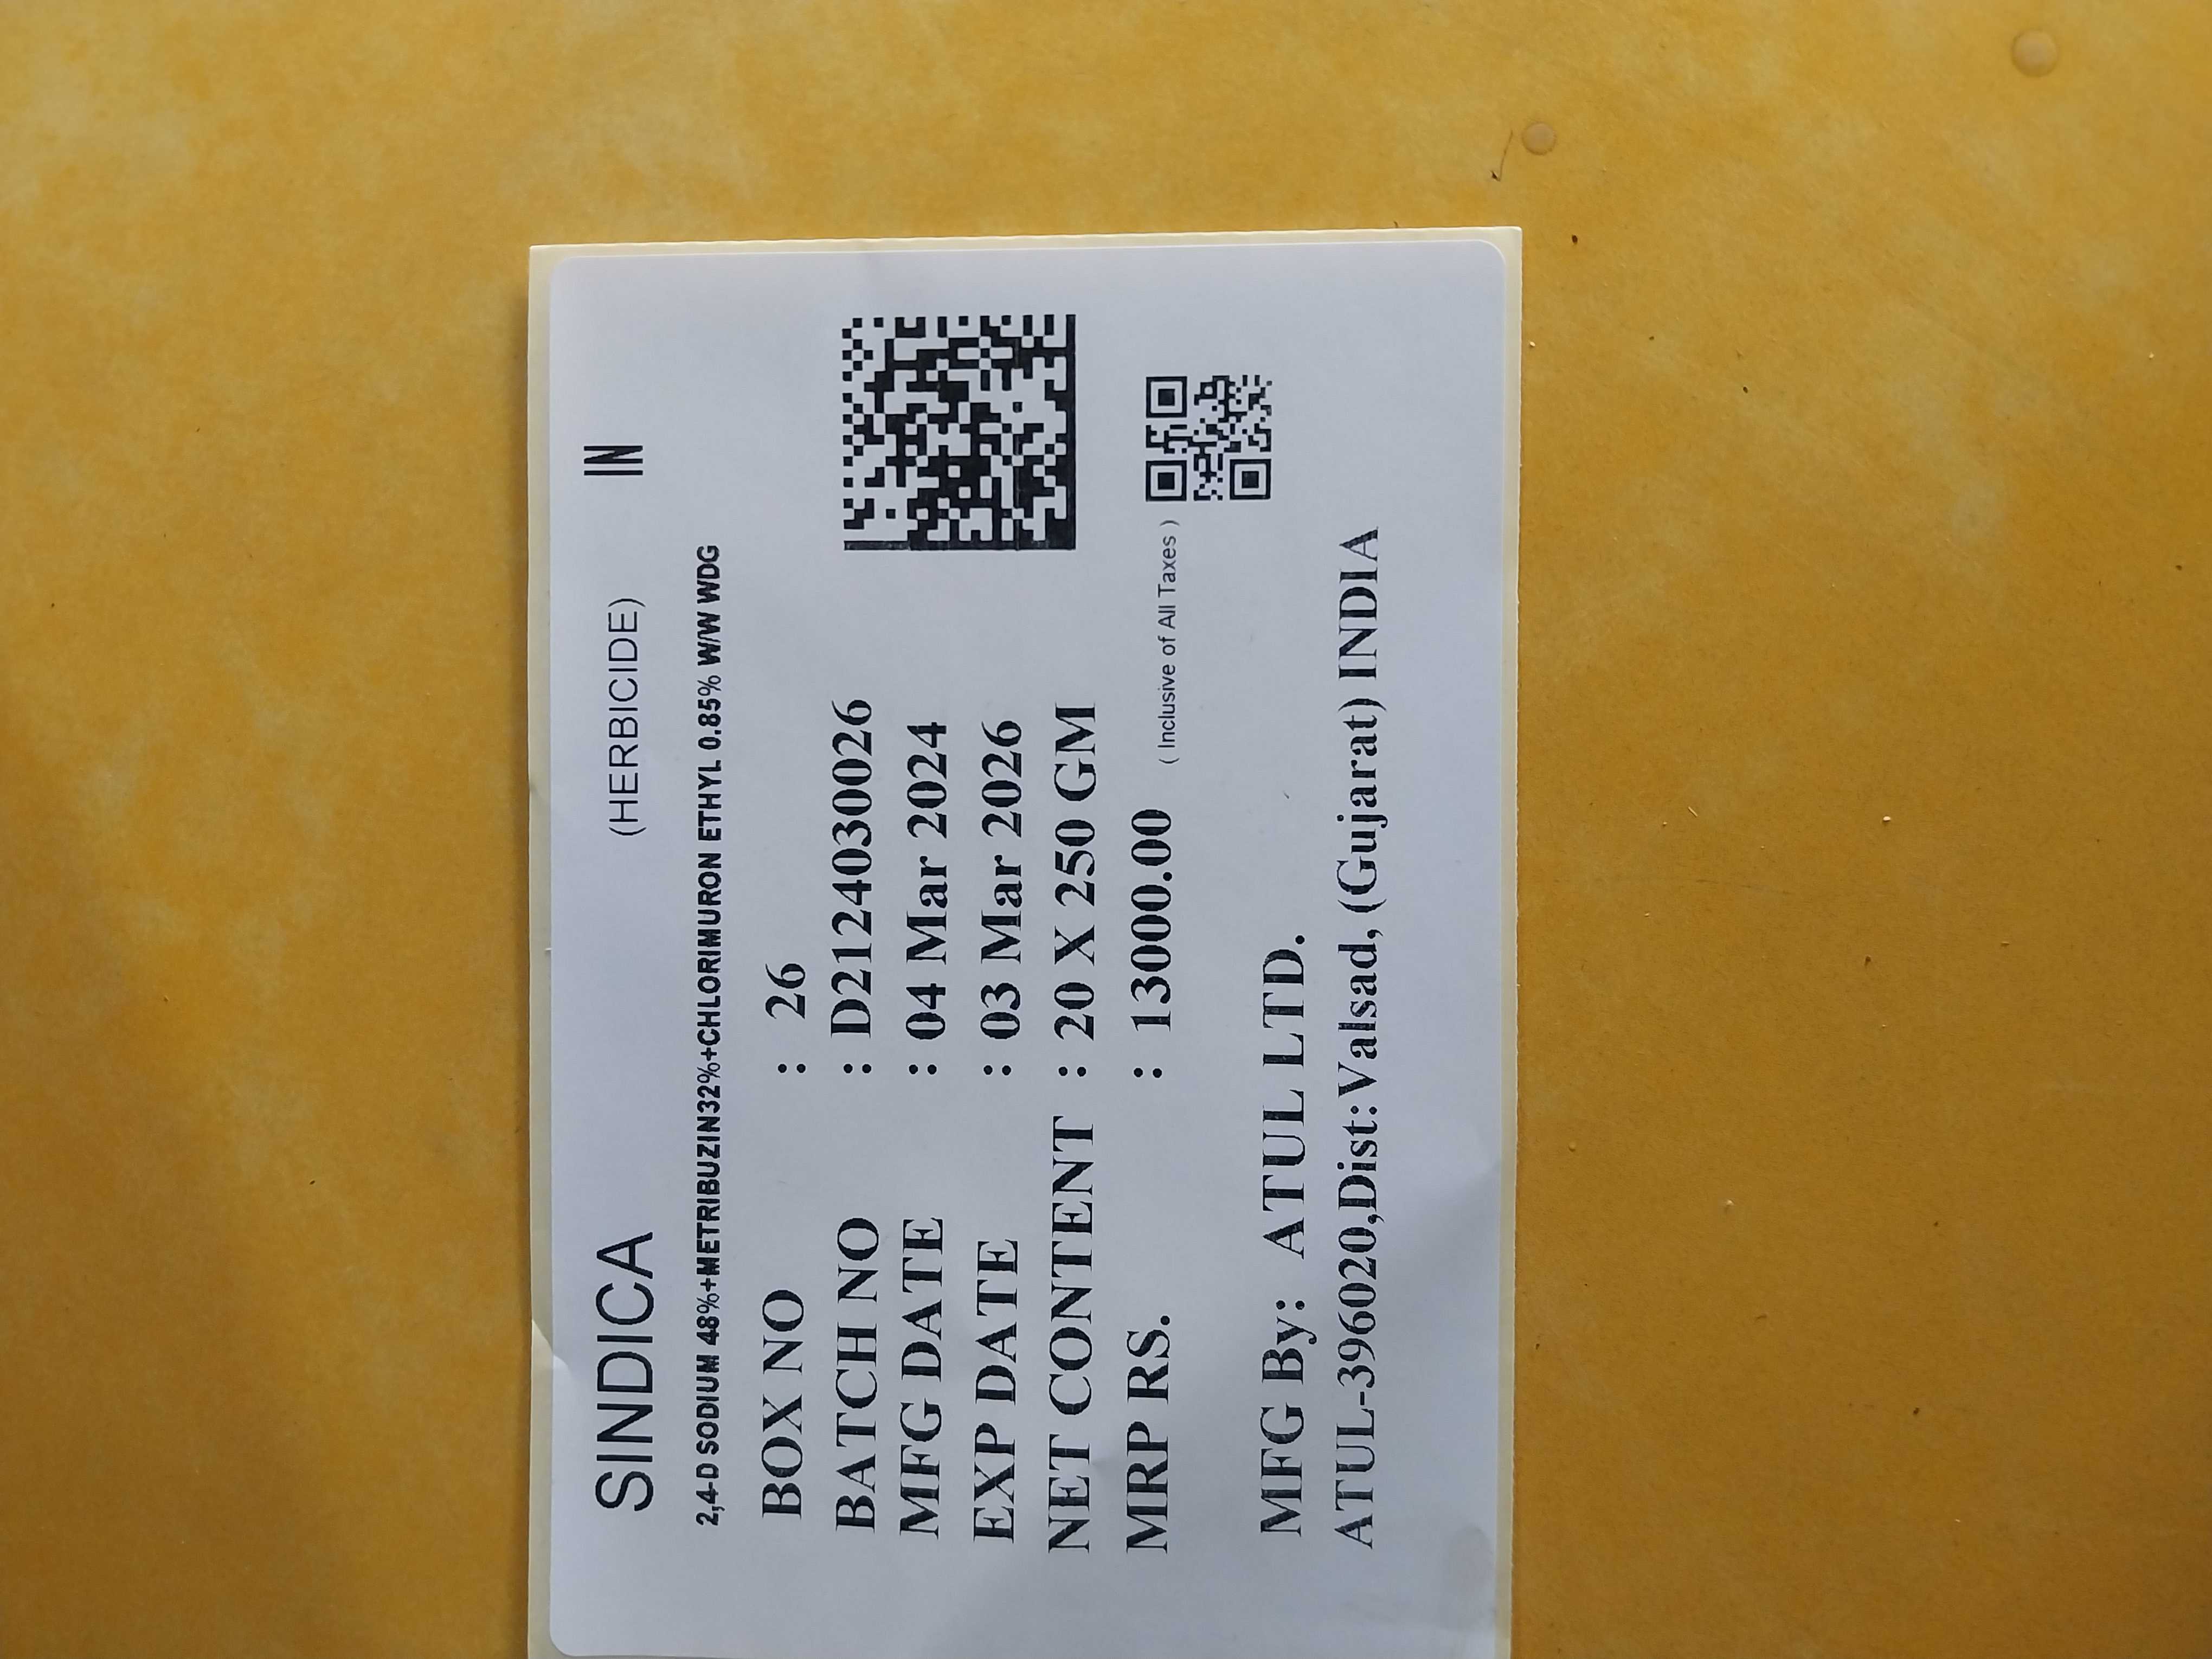 SINDICA (HERBICIDE) IN
2,4-D SODIUM 48%+METRIBUZIN32%+CHLORIMURON ETHYL 0.85% W/W WDG
BOX NO : 26
BATCH NO : D2124030026
MFG DATE : 04 Mar 2024
EXP DATE : 03 Mar 2026
NET CONTENT : 20 X 250 GM
MRP RS. : 13000.00 ( Inclusive of All Taxes )
MFG By: ATUL LTD.
ATUL-396020,Dist:Valsad, (Gujarat) INDIA